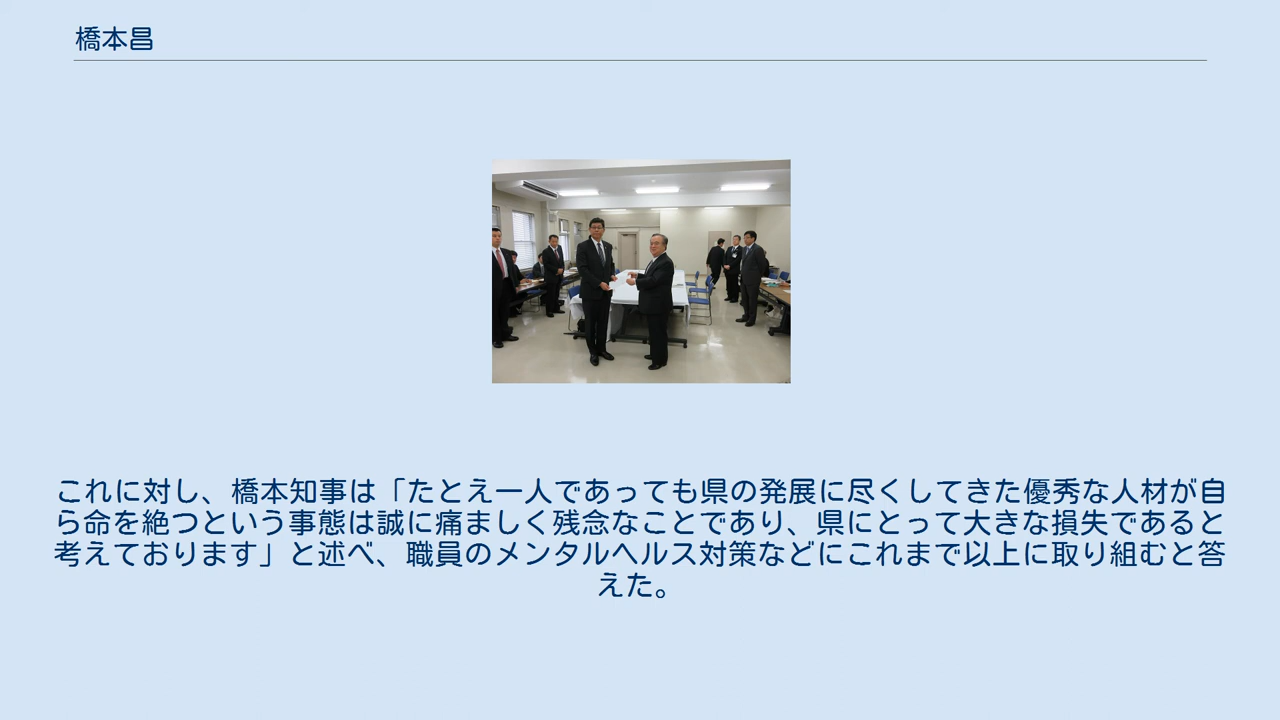 橋本昌
これに対し、橋本知事は「たとえ一人であっても県の発展に尽くしてきた優秀な人材が自
ら命を絶つという事態は誠に痛ましく残念なことであり、県にとって大きな損失であると
考えております」と述べ、職員のメンタルヘルス対策などにこれまで以上に取り組むと答
えた。